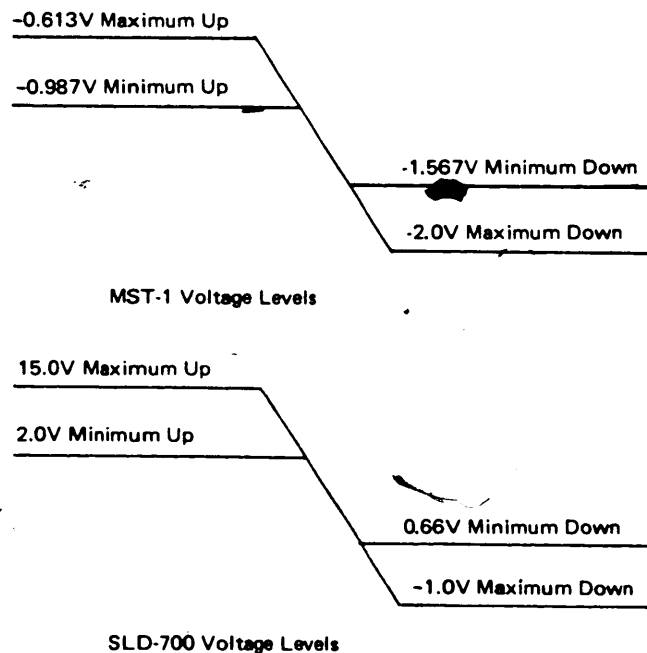 -0.613V Maximum Up
-0.987V Minimum Up
-1.567V Minimum Down
-2.0V Maximum Down
MST-1 Voltage Levels
15.0V Maximum Up
2.0V Minimum Up
0.66V Minimum Down
-1.0V Maximum Down
SLD-700 Voltage Levels